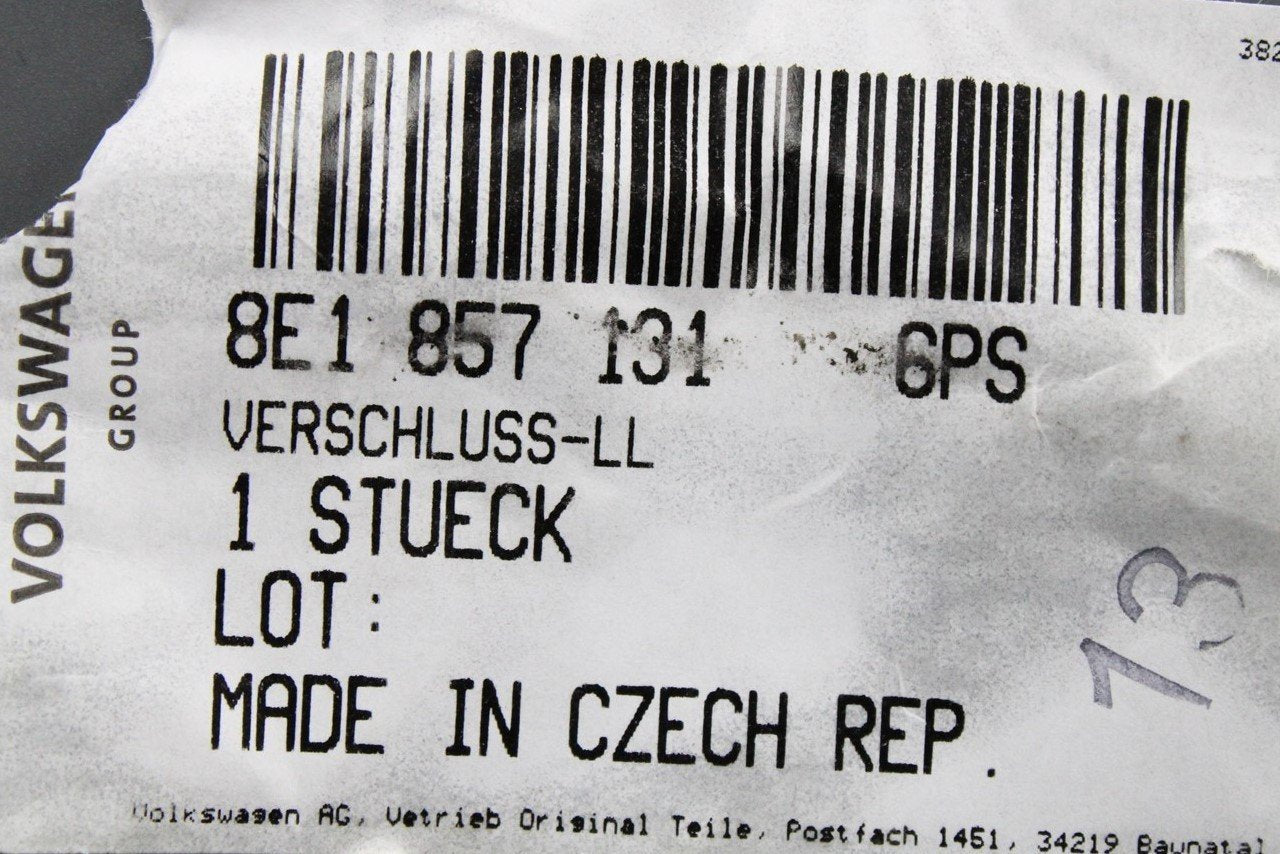 382
VOLKSWAGEN
GROUP
8E1 857 131 GPS
VERSCHLUSS-LL
1 STUECK
LOT:
MADE IN CZECH REP.
13
Volkswagen AG, Vetrieb Original Teile, Postfach 1451, 34219 Baunatal